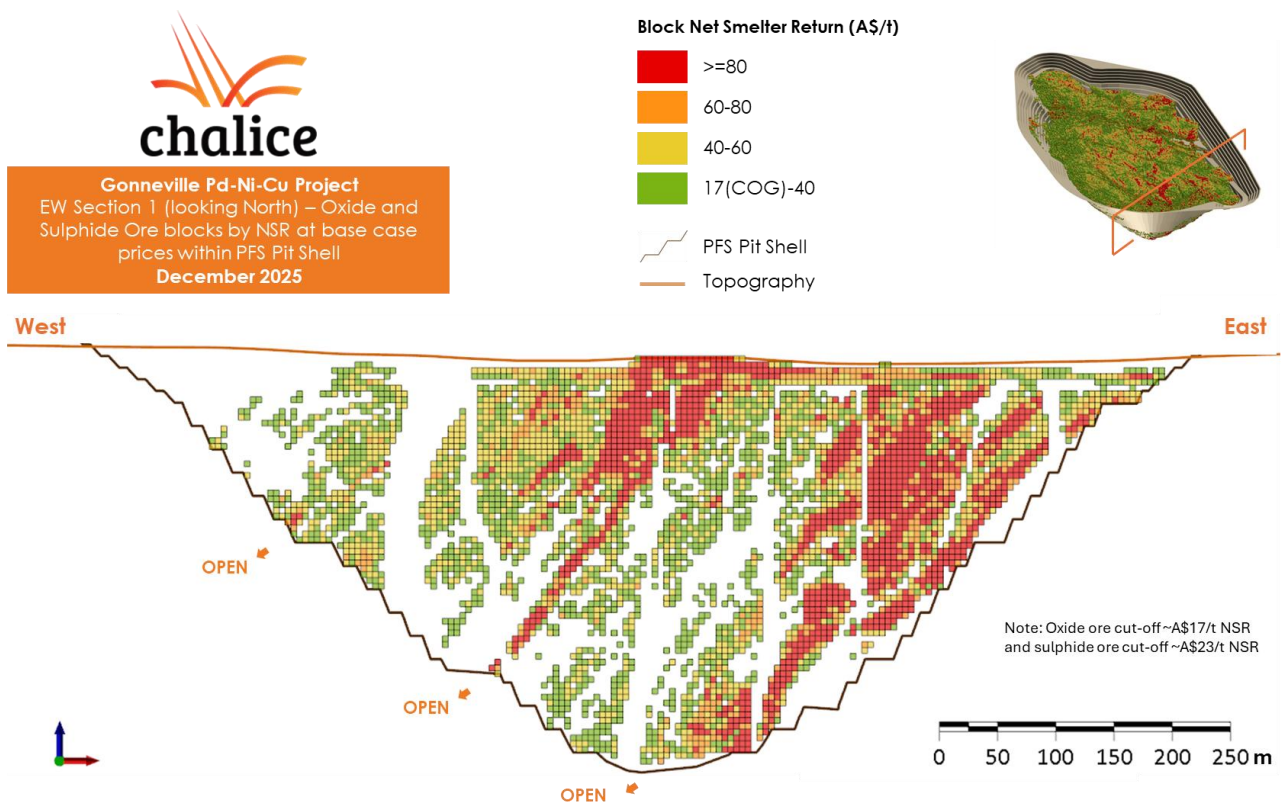 chalice
Gonneville Pd-Ni-Cu Project
EW Section 1 (looking North) – Oxide and
Sulphide Ore blocks by NSR at base case
prices within PFS Pit Shell
December 2025
Block Net Smelter Return (A$/t)
>=80
60-80
40-60
17(COG)-40
PFS Pit Shell
Topography
West
East
OPEN
OPEN
OPEN
Note: Oxide ore cut-off ~A$17/t NSR
and sulphide ore cut-off ~A$23/t NSR
0 50 100 150 200 250 m